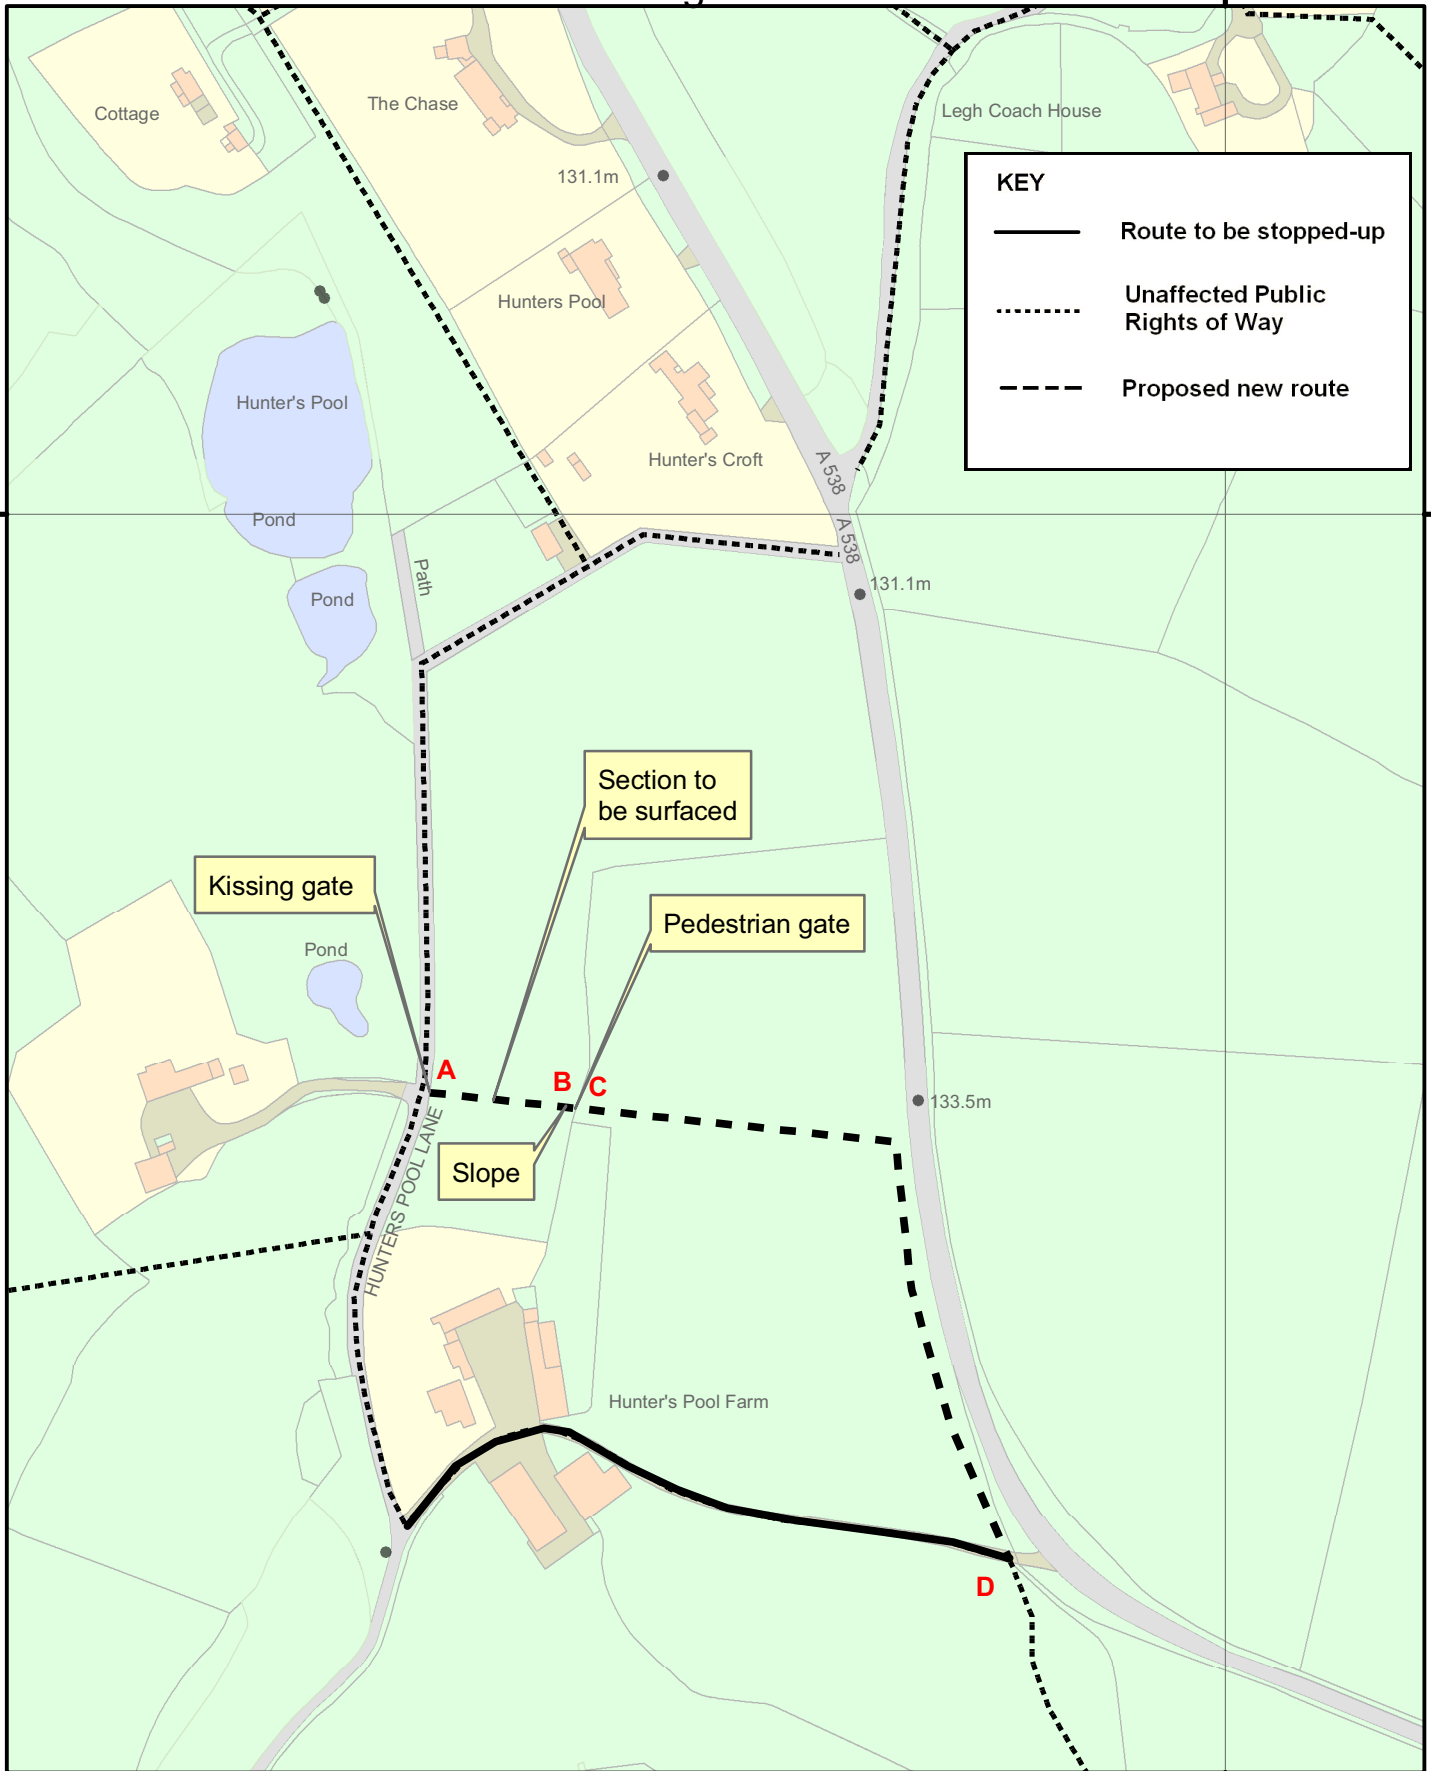 Cottage
The Chase
Legh Coach House
131.1m
KEY
Route to be stopped-up
Unaffected Public
Rights of Way
Proposed new route
Hunters Pool
Hunter's Pool
Hunter's Croft
A 538
Pond
A 538
Path
131.1m
Pond
Section to
be surfaced
Kissing gate
Pedestrian gate
Pond
A
B
C
133.5m
HUNTERS POOL LANE
Slope
Hunter's Pool Farm
D